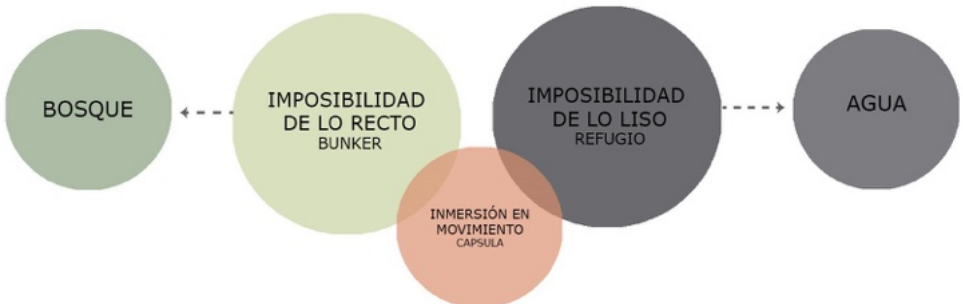 BOSQUE
IMPOSIBILIDAD
DE LO RECTO
BUNKER
IMPOSIBILIDAD
DE LO LISO
REFUGIO
AGUA
INMERSIÓN EN
MOVIMIENTO
CAPSULA